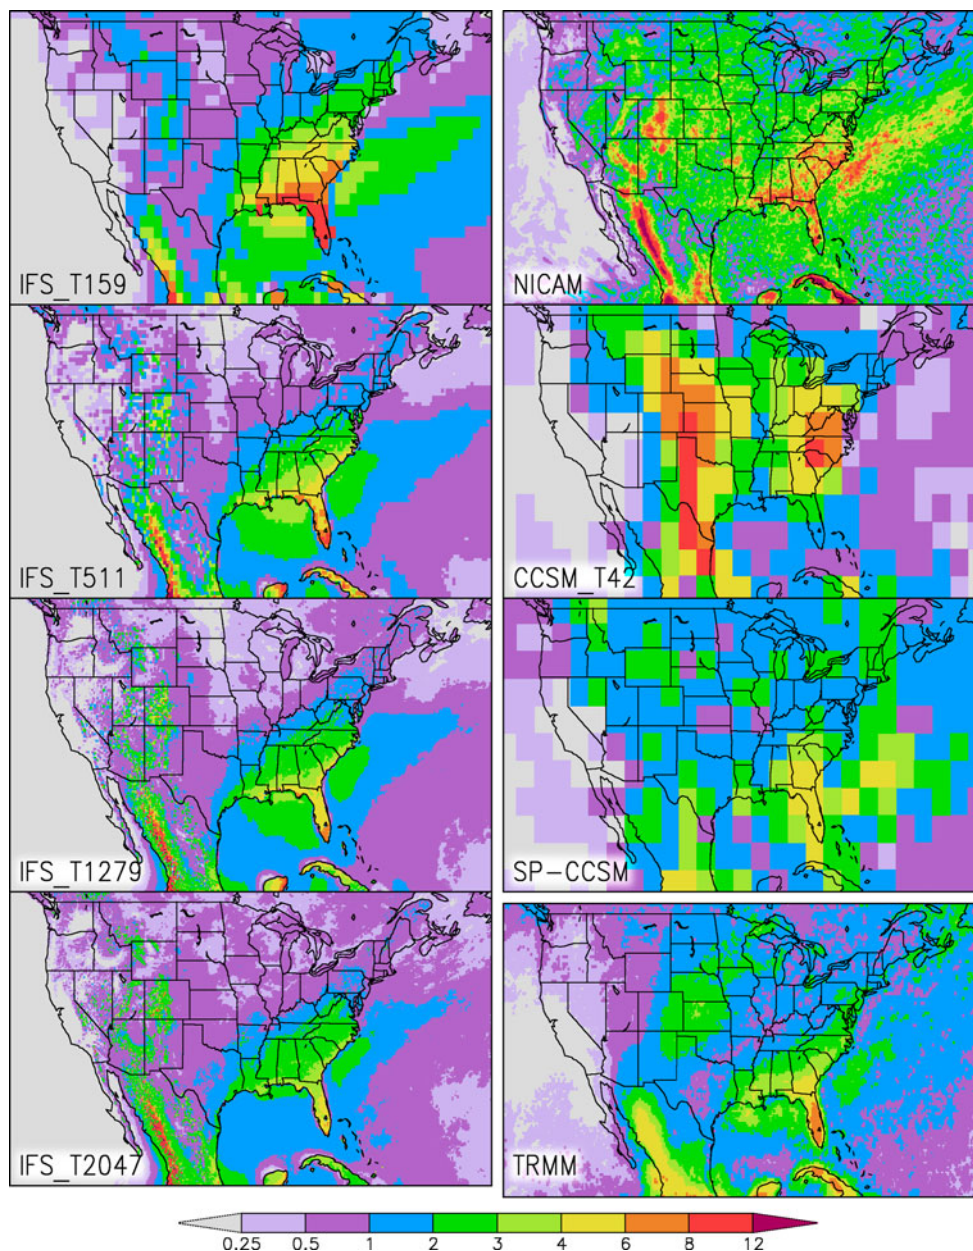 IFS_T159
NICAM
IFS_T511
CCSM_T42
IFS_T1279
SP-CCSM
IFS_T2047
TRMM
0.25 0.5 1 2 3 4 6 8 12